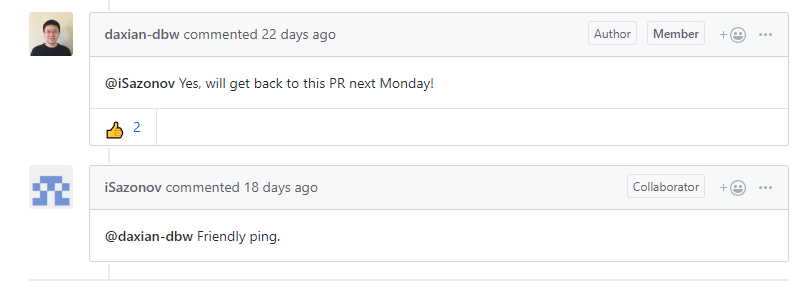 daxian-dbw commented 22 days ago Author Member
@iSazonov Yes, will get back to this PR next Monday!
2
iSazonov commented 18 days ago Collaborator
@daxian-dbw Friendly ping.